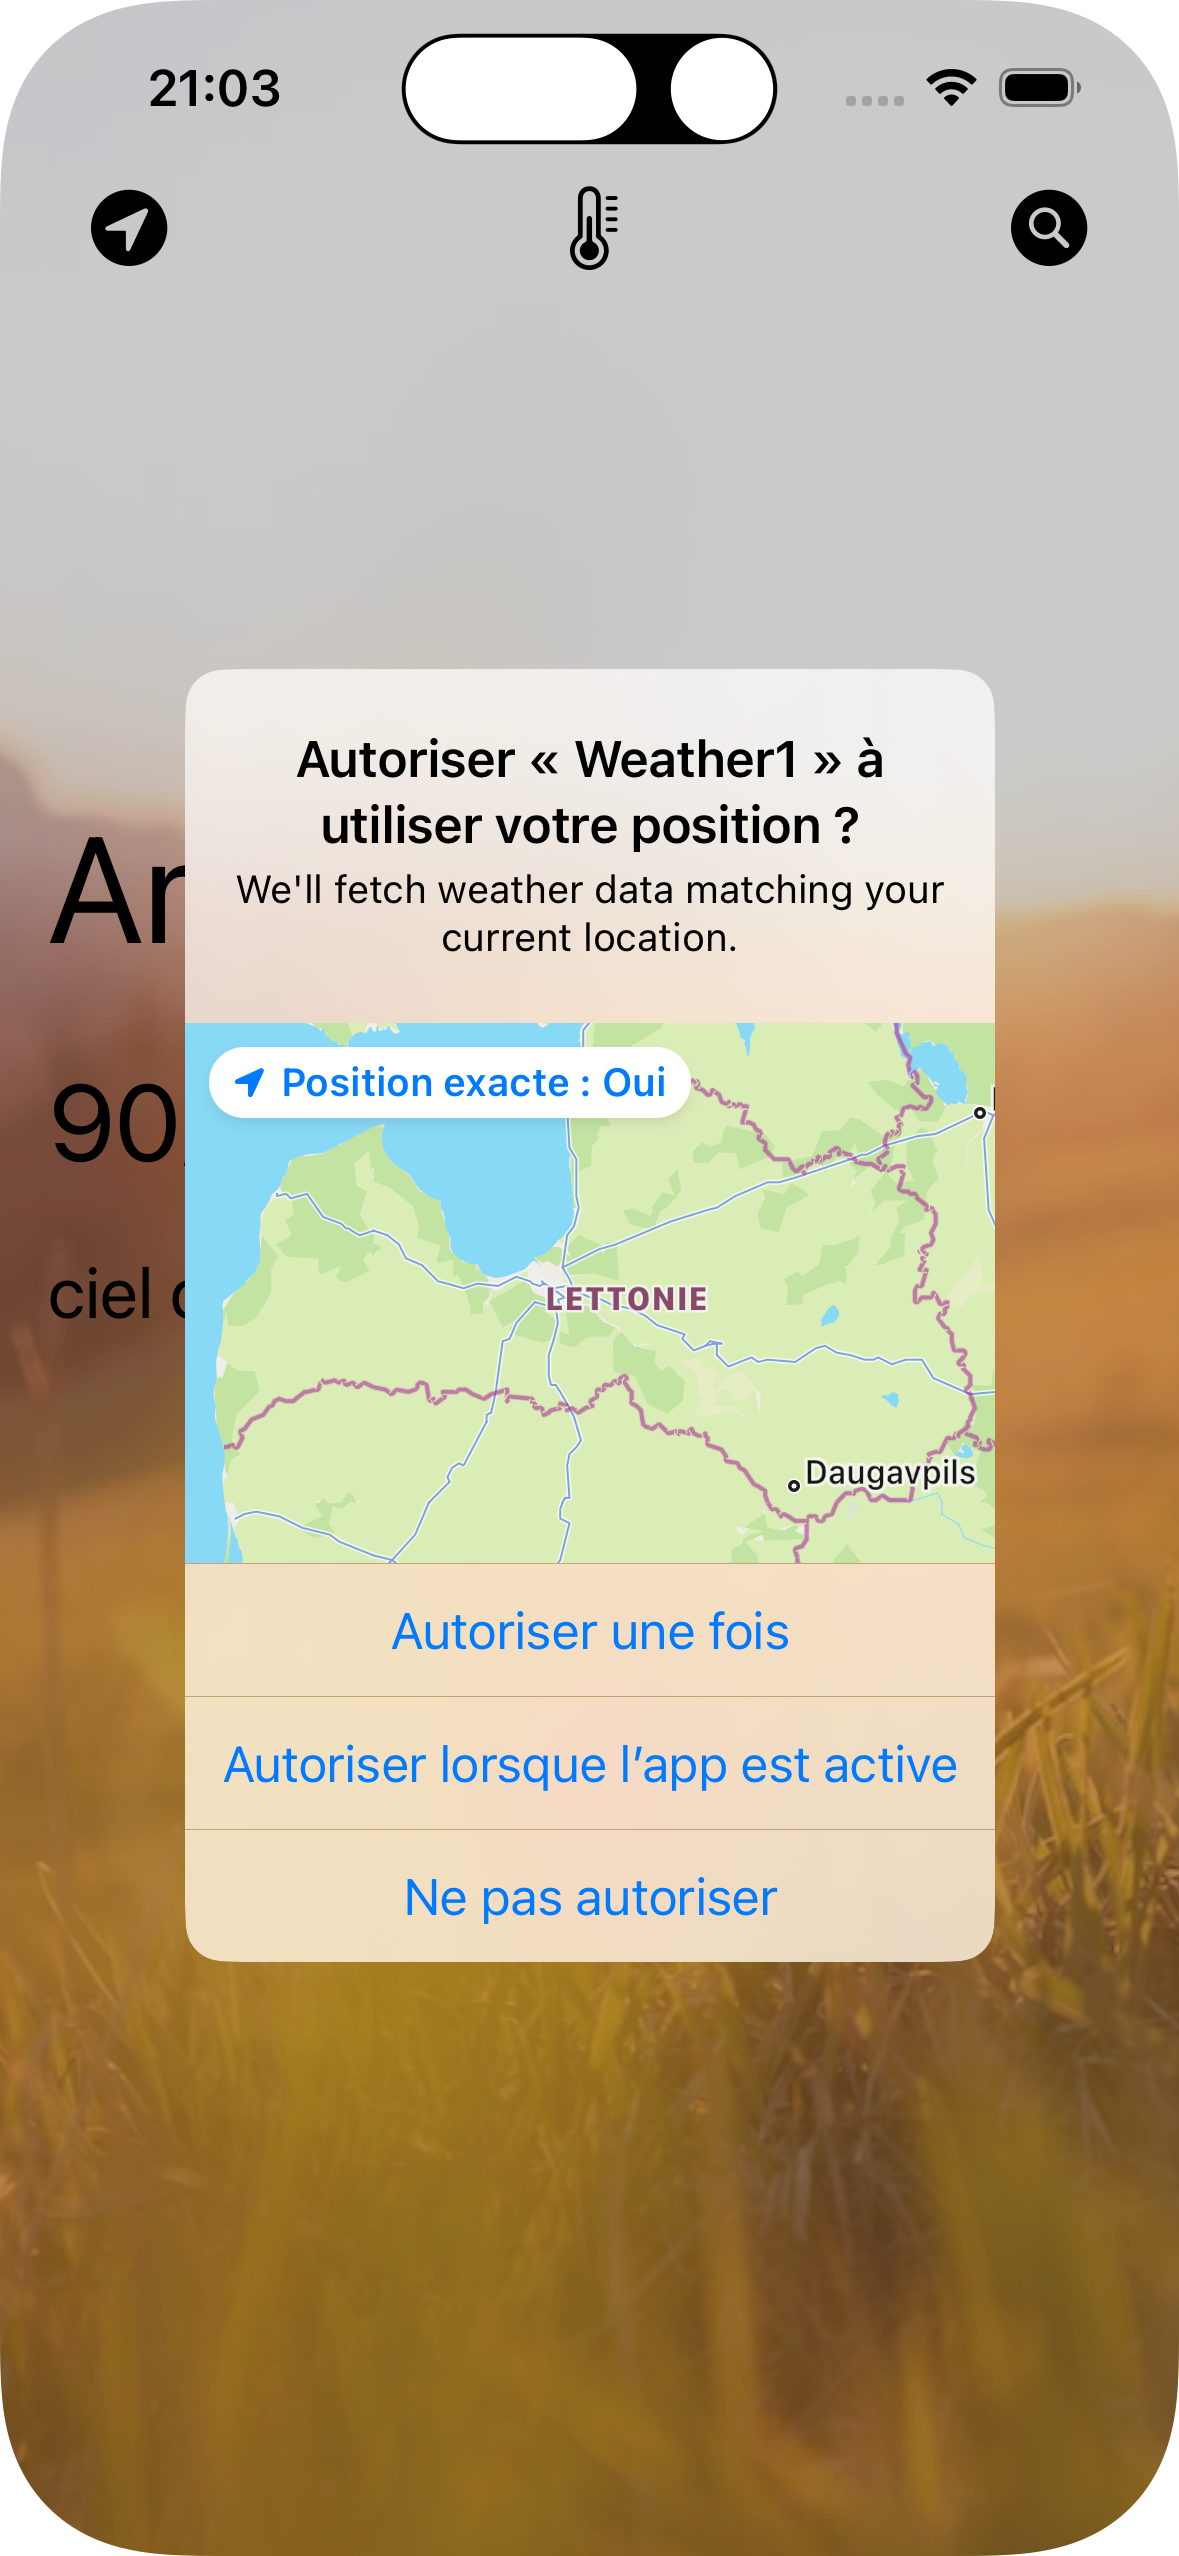 21:03
Autoriser « Weather1 » à
utiliser votre position ?
We'll fetch weather data matching your
current location.
90
ciel
Position exacte : Oui
LETTONIE
Daugavpils
Autoriser une fois
Autoriser lorsque l’app est active
Ne pas autoriser